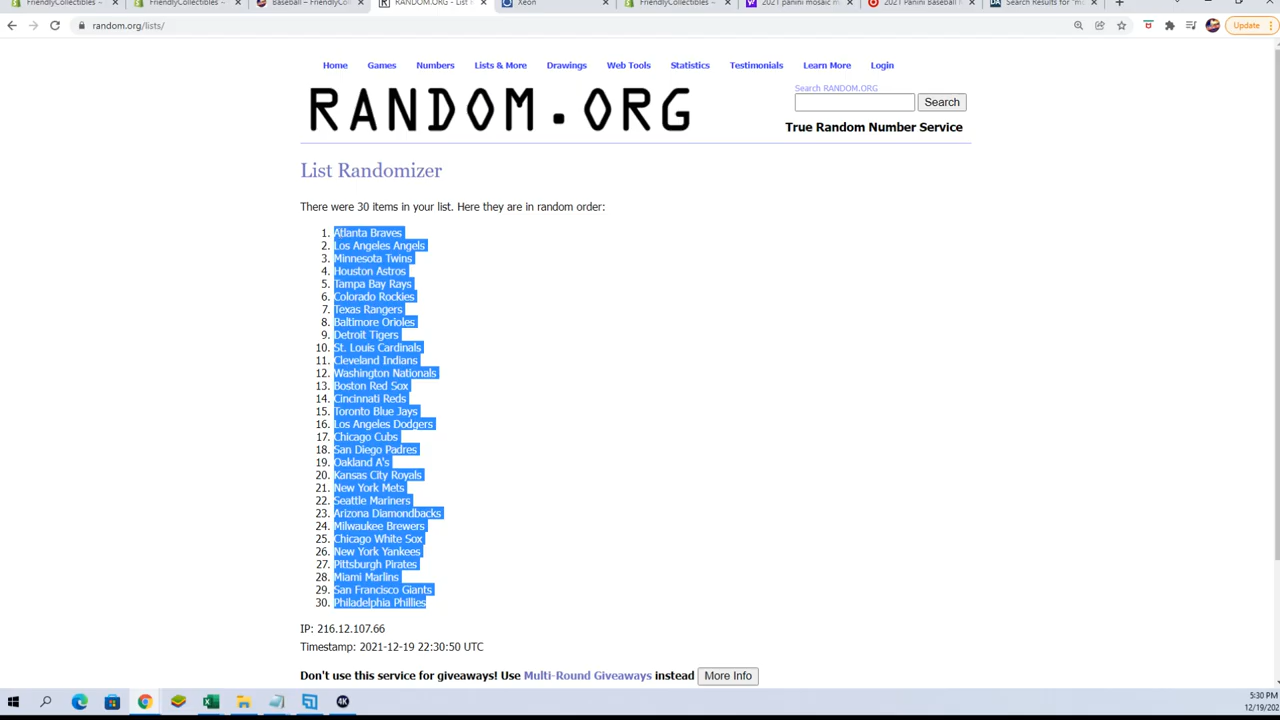 FriendlyCollectibles –
FriendlyCollectibles –
Baseball – FriendlyCol
RANDOM.ORG - List
Xeon
FriendlyCollectibles –
2021 panini mosaic m
2021 Panini Baseball
Search Results for "m
random.org/lists/
Update
Home Games Numbers Lists & More Drawings Web Tools Statistics Testimonials Learn More Login
RANDOM.ORG
Search RANDOM.ORG
Search
True Random Number Service
List Randomizer
There were 30 items in your list. Here they are in random order:
1. Atlanta Braves
2. Los Angeles Angels
3. Minnesota Twins
4. Houston Astros
5. Tampa Bay Rays
6. Colorado Rockies
7. Texas Rangers
8. Baltimore Orioles
9. Detroit Tigers
10. St. Louis Cardinals
11. Cleveland Indians
12. Washington Nationals
13. Boston Red Sox
14. Cincinnati Reds
15. Toronto Blue Jays
16. Los Angeles Dodgers
17. Chicago Cubs
18. San Diego Padres
19. Oakland A's
20. Kansas City Royals
21. New York Mets
22. Seattle Mariners
23. Arizona Diamondbacks
24. Milwaukee Brewers
25. Chicago White Sox
26. New York Yankees
27. Pittsburgh Pirates
28. Miami Marlins
29. San Francisco Giants
30. Philadelphia Phillies
IP: 216.12.107.66
Timestamp: 2021-12-19 22:30:50 UTC
Don't use this service for giveaways! Use Multi-Round Giveaways instead More Info
4K
5:30 PM
12/19/202